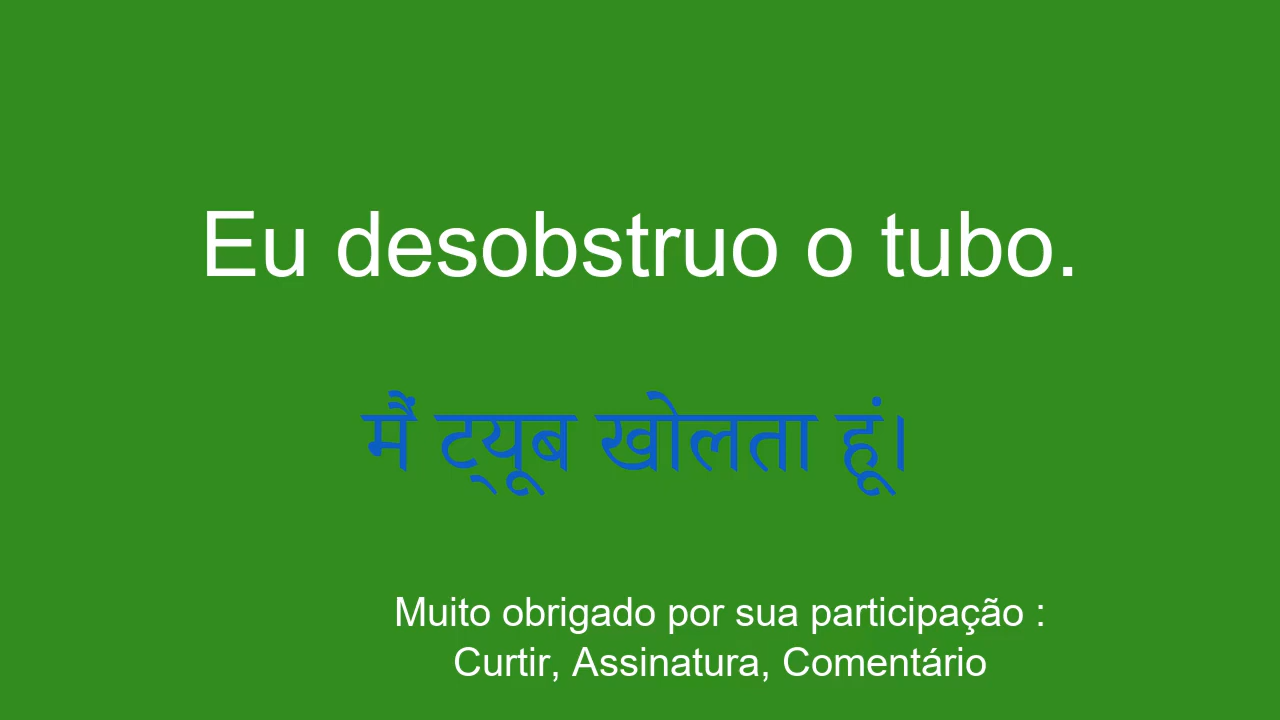 Eu desobstruo o tubo.
मैं ट्यूब खोलता हूं।
Muito obrigado por sua participação :
Curtir, Assinatura, Comentário